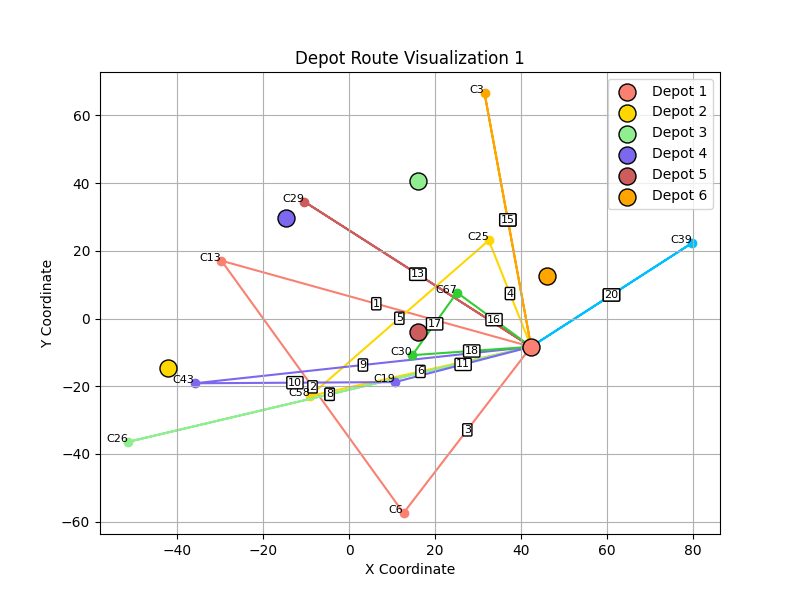 Depot Route Visualization 1
Depot 1
Depot 2
Depot 3
Depot 4
Depot 5
Depot 6
Y Coordinate
60
40
20
0
−20
−40
−60
C3
15
C29
C25
C39
C13
13
C67
4
20
1
5
17
16
C30
18
9
11
6
C43
10
2
C19
C58
8
C26
3
C6
−40
−20
0
20
40
60
80
X Coordinate